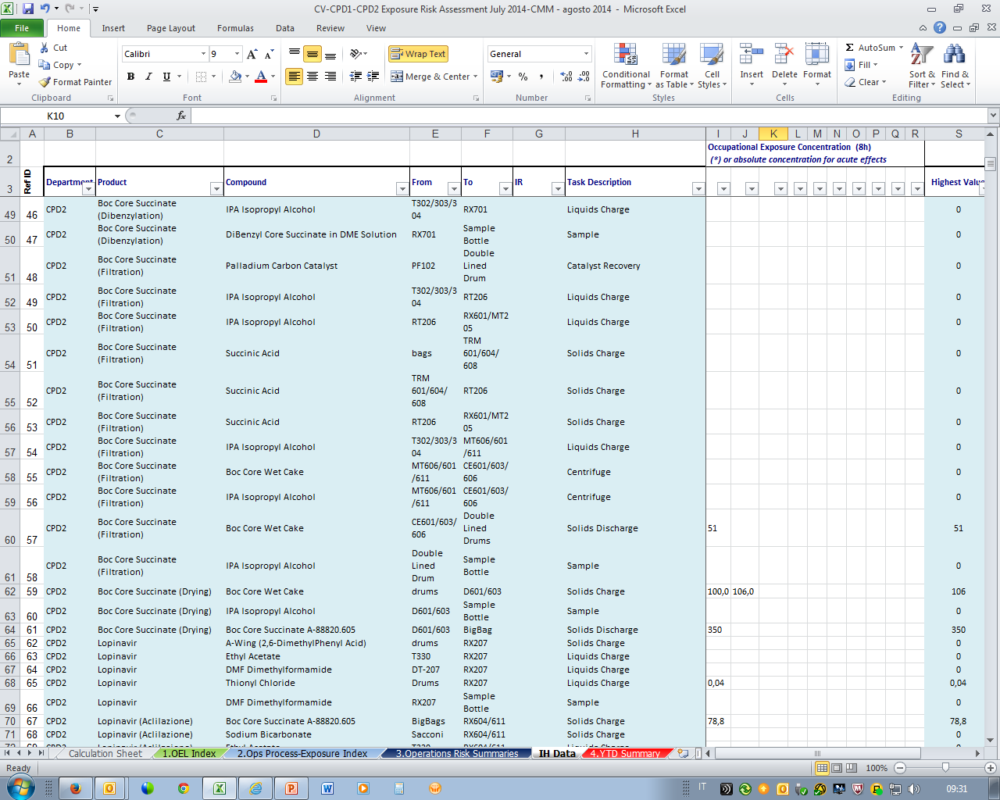 CV-CPD1-CPD2 Exposure Risk Assessment July 2014-CMM - agosto 2014 - Microsoft Excel
File Home Insert Page Layout Formulas Data Review View
Paste Cut Copy Format Painter Clipboard
Calibri 9 Font
Wrap Text Merge & Center Alignment
General Number
Conditional Formatting Format as Table Cell Styles Styles
Insert Delete Format Cells
AutoSum Fill Clear Sort & Filter Find & Select Editing
K10 fx
A B C D E F G H I J K L M N O P Q R S
2 Occupational Exposure Concentration (8h)
(*) or absolute concentration for acute effects
3 Ref ID Department Product Compound From To IR Task Description Highest Value
49 46 CPD2 Boc Core Succinate (Dibenzylation) IPA Isopropyl Alcohol T302/303/304 RX701 Liquids Charge 0
50 47 CPD2 Boc Core Succinate (Dibenzylation) DiBenzyl Core Succinate in DME Solution RX701 Sample Bottle Sample 0
51 48 CPD2 Boc Core Succinate (Filtration) Palladium Carbon Catalyst PF102 Double Lined Drum Catalyst Recovery 0
52 49 CPD2 Boc Core Succinate (Filtration) IPA Isopropyl Alcohol T302/303/304 RT206 Liquids Charge 0
53 50 CPD2 Boc Core Succinate (Filtration) IPA Isopropyl Alcohol RT206 RX601/MT205 Liquids Charge 0
54 51 CPD2 Boc Core Succinate (Filtration) Succinic Acid bags TRM 601/604/608 Solids Charge 0
55 52 CPD2 Boc Core Succinate (Filtration) Succinic Acid TRM 601/604/608 RT206 Solids Charge 0
56 53 CPD2 Boc Core Succinate (Filtration) Succinic Acid RT206 RX601/MT205 Solids Charge 0
57 54 CPD2 Boc Core Succinate (Filtration) IPA Isopropyl Alcohol T302/303/304 MT606/601/611 Liquids Charge 0
58 55 CPD2 Boc Core Succinate (Filtration) Boc Core Wet Cake MT606/601/611 CE601/603/606 Centrifuge 0
59 56 CPD2 Boc Core Succinate (Filtration) IPA Isopropyl Alcohol MT606/601/611 CE601/603/606 Centrifuge 0
60 57 CPD2 Boc Core Succinate (Filtration) Boc Core Wet Cake CE601/603/606 Double Lined Drums Solids Discharge 51 51
61 58 CPD2 Boc Core Succinate (Filtration) IPA Isopropyl Alcohol Double Lined Drum Sample Bottle Sample 0
62 59 CPD2 Boc Core Succinate (Drying) Boc Core Wet Cake drums D601/603 Solids Charge 100,0 106,0 106
63 60 CPD2 Boc Core Succinate (Drying) IPA Isopropyl Alcohol D601/603 Sample Bottle Sample 0
64 61 CPD2 Boc Core Succinate (Drying) Boc Core Succinate A-88820.605 D601/603 BigBag Solids Discharge 350 350
65 62 CPD2 Lopinavir A-Wing (2,6-DimethylPhenyl Acid) drums RX207 Solids Charge 0
66 63 CPD2 Lopinavir Ethyl Acetate T330 RX207 Liquids Charge 0
67 64 CPD2 Lopinavir DMF Dimethylformamide DT-207 RX207 Liquids Charge 0
68 65 CPD2 Lopinavir Thionyl Chloride Drums RX207 Liquids Charge 0,04 0,04
69 66 CPD2 Lopinavir DMF Dimethylformamide RX207 Sample Bottle Sample 0
70 67 CPD2 Lopinavir (Aclilazione) Boc Core Succinate A-88820.605 BigBags RX604/611 Solids Charge 78,8 78,8
71 68 CPD2 Lopinavir (Aclilazione) Sodium Bicarbonate Sacconi RX604/611 Solids Charge 0
Calculation Sheet 1.OEL Index 2.Ops Process-Exposure Index 3.Operations Risk Summaries IH Data 4.YTD Summary
Ready 100%
IT 09:31